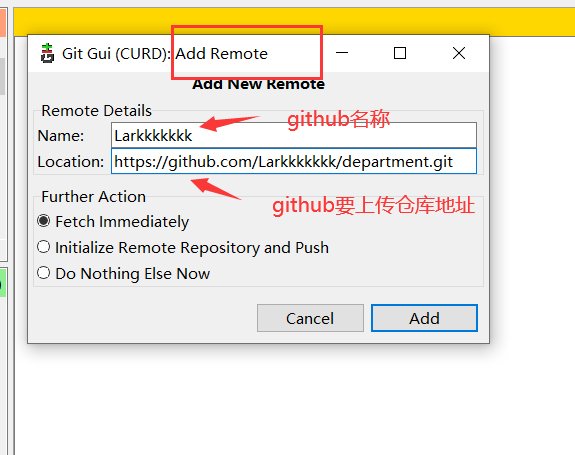 Git Gui (CURD): Add Remote
Add New Remote
Remote Details
Name: Larkkkkkkk
github名称
Location: https://github.com/Larkkkkkkk/department.git
github要上传仓库地址
Further Action
Fetch Immediately
Initialize Remote Repository and Push
Do Nothing Else Now
Cancel
Add